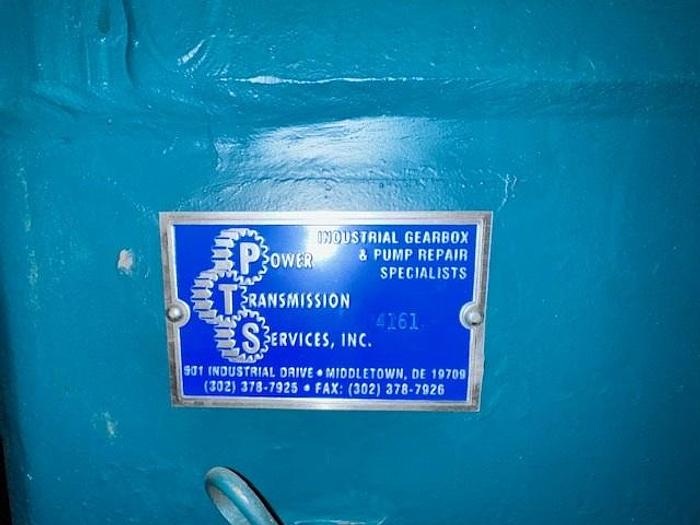 INDUSTRIAL GEARBOX
& PUMP REPAIR
SPECIALISTS
POWER
TRANSMISSION
SERVICES, INC.
4161
901 INDUSTRIAL DRIVE • MIDDLETOWN, DE 19709
(302) 378-7925 • FAX: (302) 378-7926